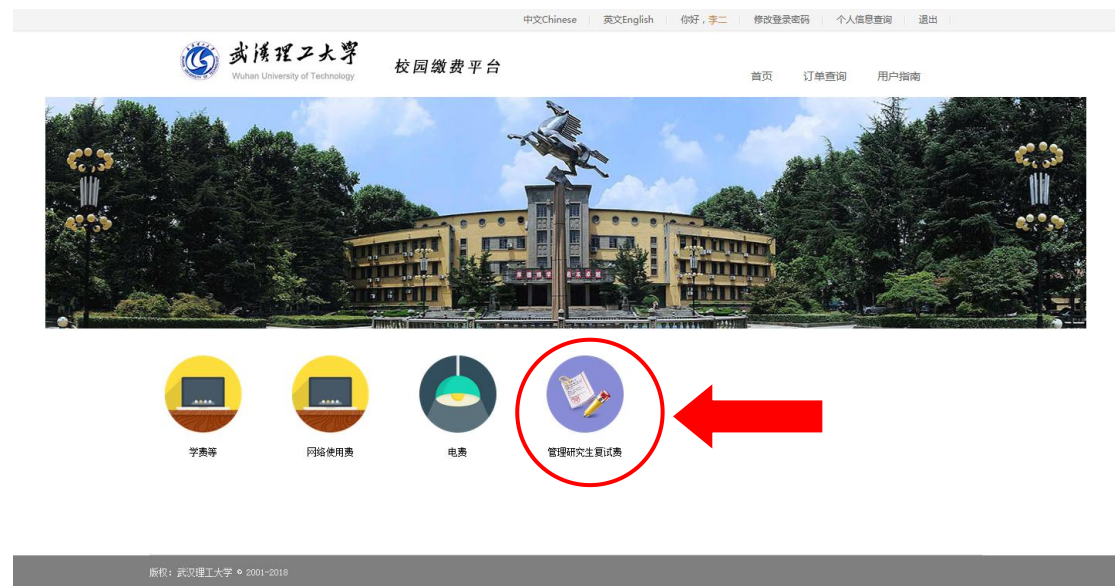 中文Chinese 英文English 你好，李二 修改登录密码 个人信息查询 退出
武汉理工大学
Wuhan University of Technology
校园缴费平台
首页 订单查询 用户指南
学费等 网络使用费 电费 管理研究生复试费
版权：武汉理工大学 © 2001-2018